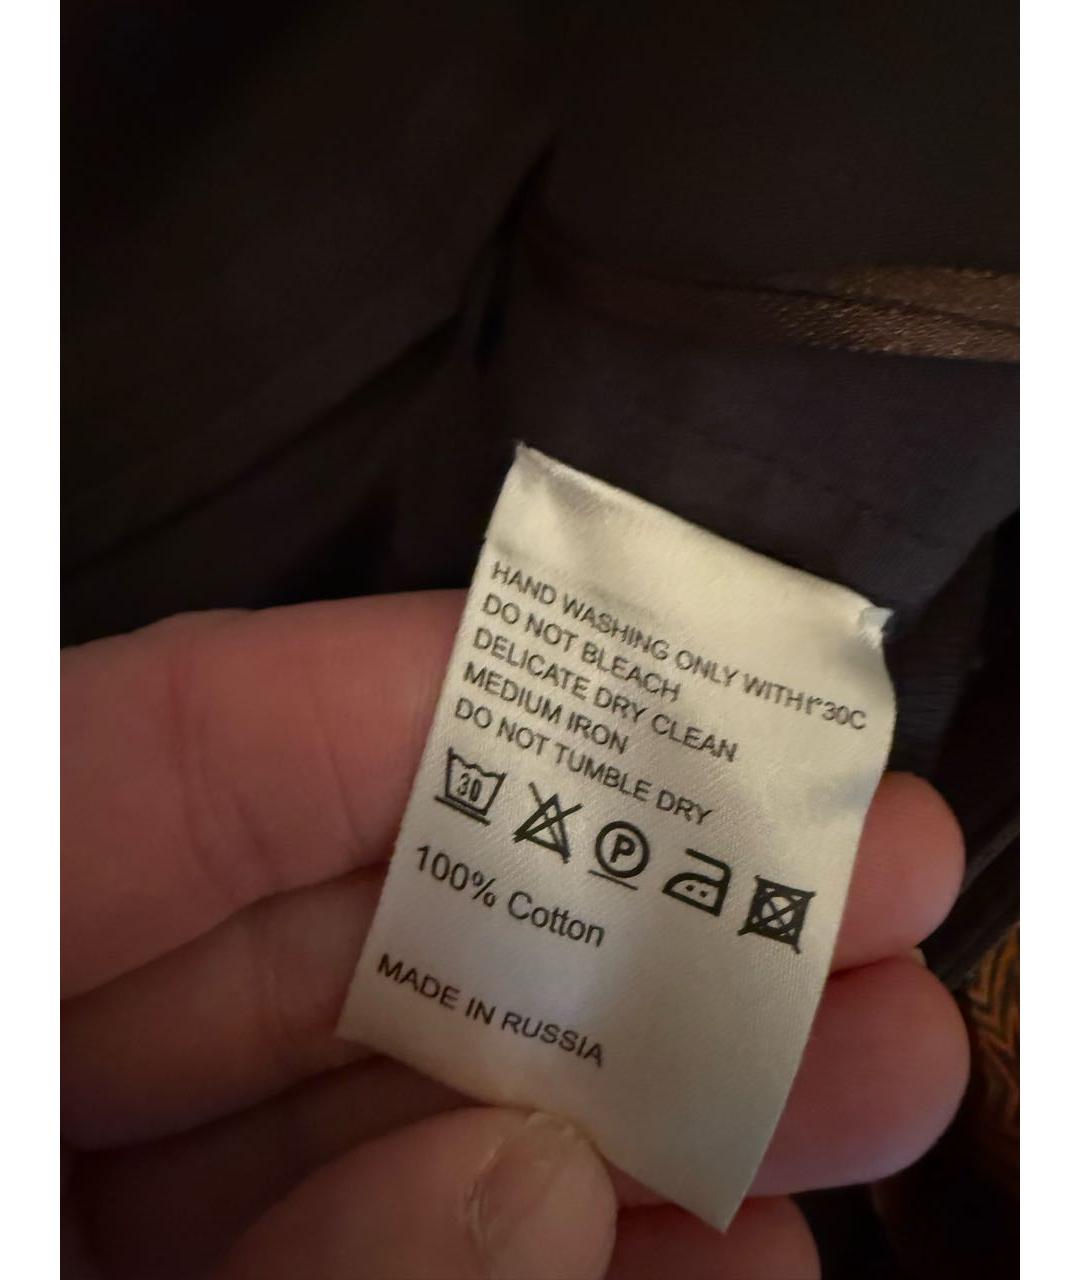 HAND WASHING ONLY WITH t°30C
DO NOT BLEACH
DELICATE DRY CLEAN
MEDIUM IRON
DO NOT TUMBLE DRY
30 P
100% Cotton
MADE IN RUSSIA